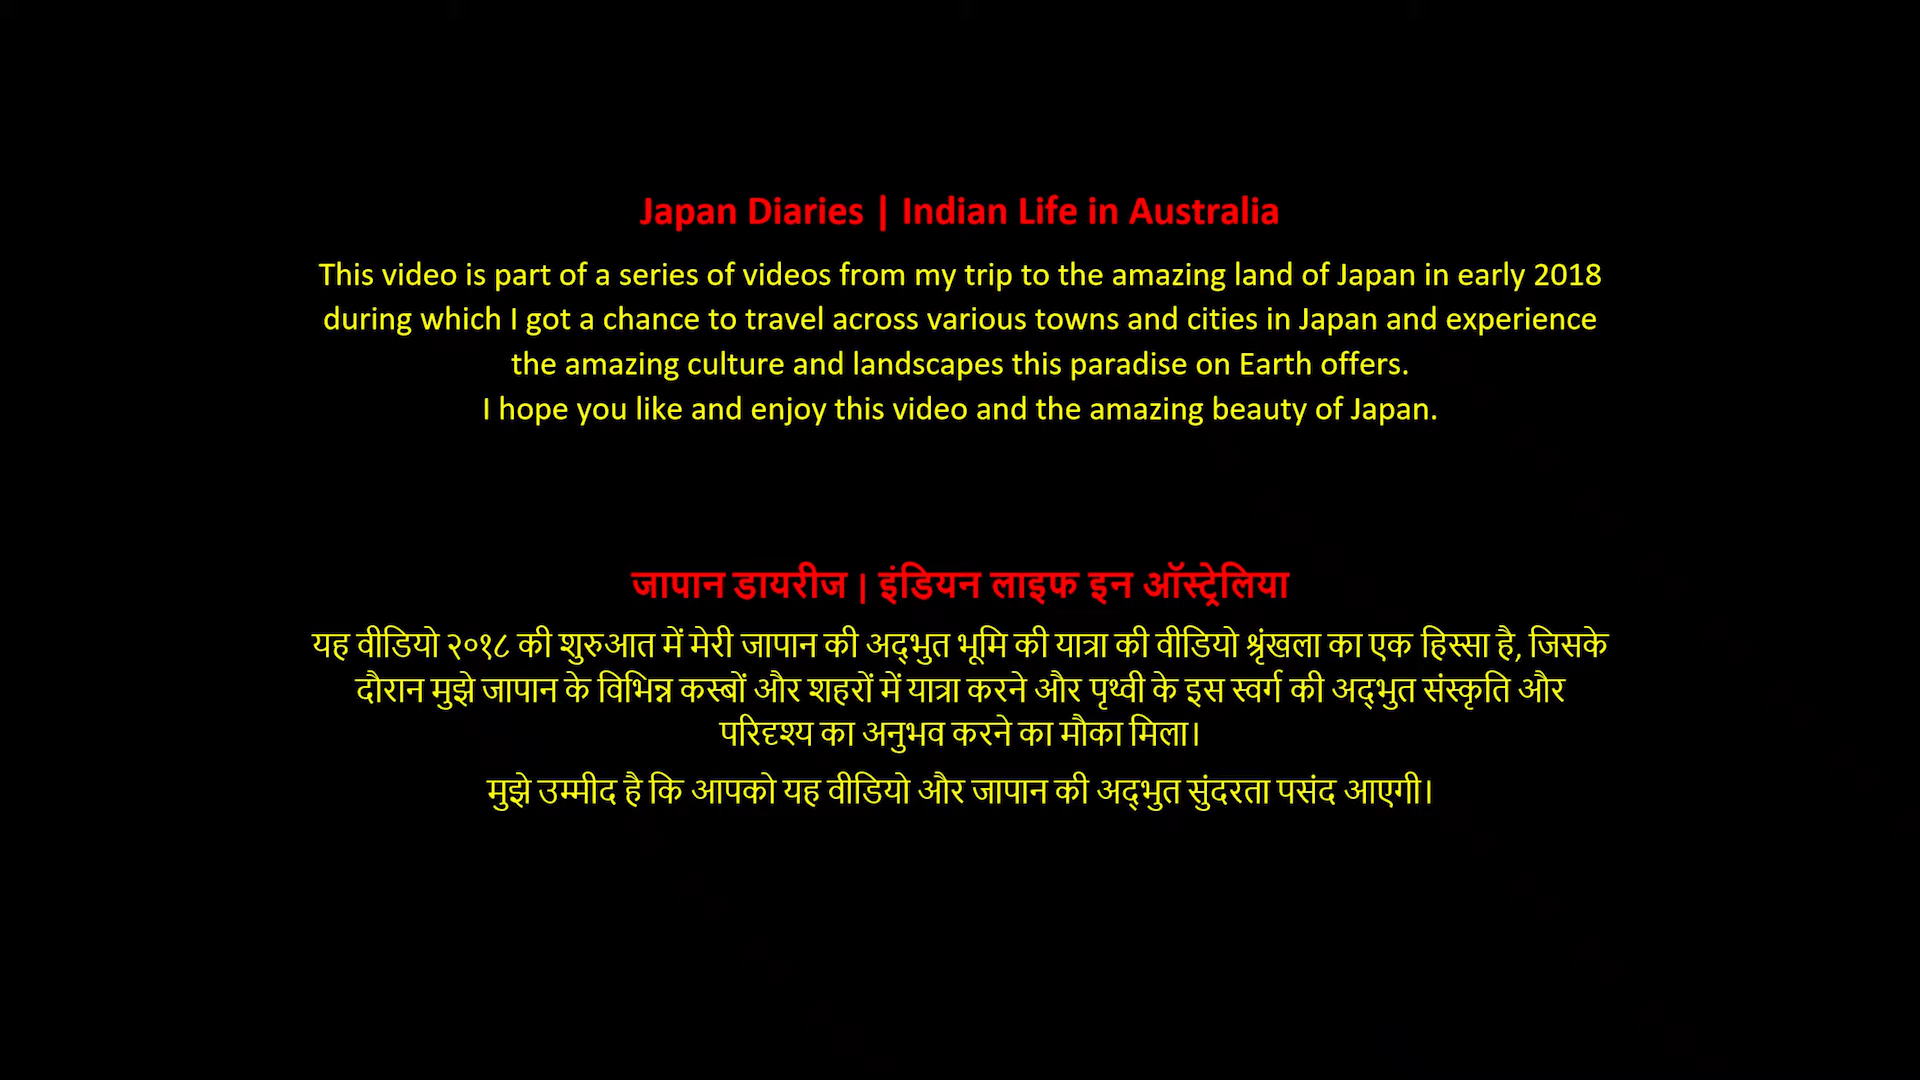 Japan Diaries | Indian Life in Australia
This video is part of a series of videos from my trip to the amazing land of Japan in early 2018
during which I got a chance to travel across various towns and cities in Japan and experience
the amazing culture and landscapes this paradise on Earth offers.
I hope you like and enjoy this video and the amazing beauty of Japan.
जापान डायरीज | इंडियन लाइफ इन ऑस्ट्रेलिया
यह वीडियो २०१८ की शुरुआत में मेरी जापान की अद्भुत भूमि की यात्रा की वीडियो श्रृंखला का एक हिस्सा है, जिसके
दौरान मुझे जापान के विभिन्न कस्बों और शहरों में यात्रा करने और पृथ्वी के इस स्वर्ग की अद्भुत संस्कृति और
परिदृश्य का अनुभव करने का मौका मिला।
मुझे उम्मीद है कि आपको यह वीडियो और जापान की अद्भुत सुंदरता पसंद आएगी।